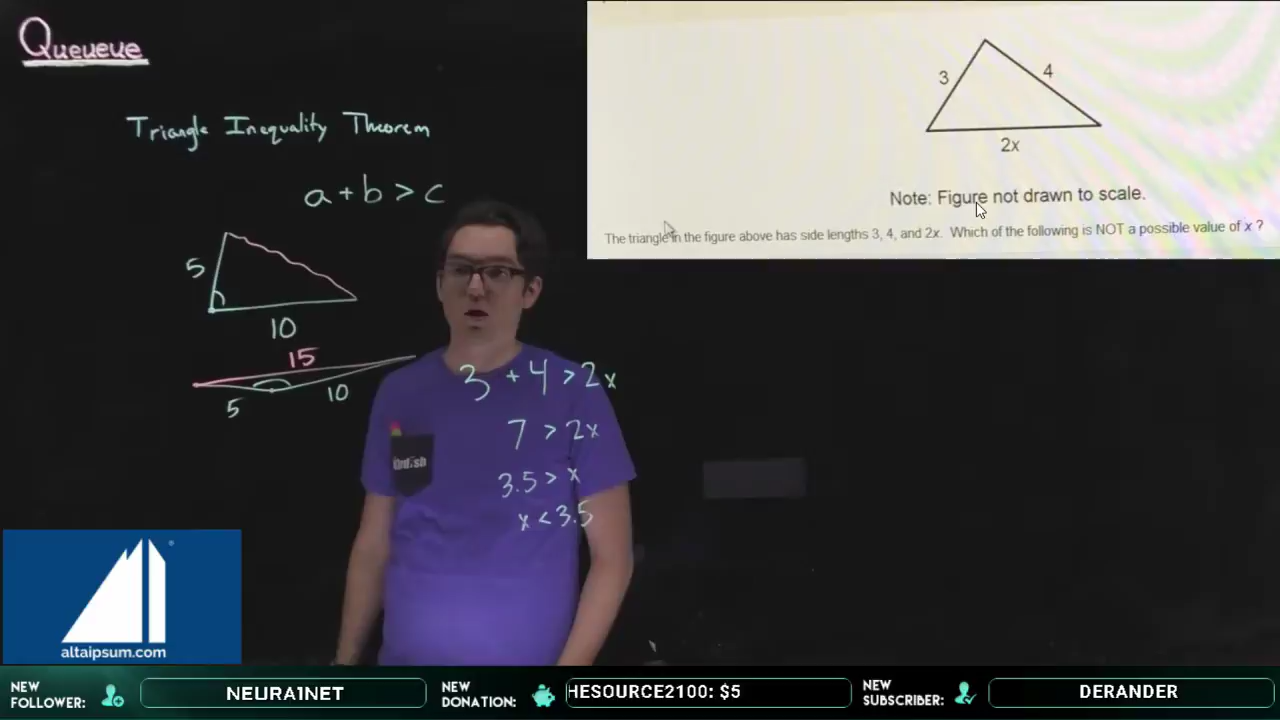 Queueue
Triangle Inequality Theorem
a + b > c
5
10
15
5
10
3 + 4 > 2x
7 > 2x
3.5 > x
x < 3.5
3
4
2x
Note: Figure not drawn to scale.
The triangle in the figure above has side lengths 3, 4, and 2x. Which of the following is NOT a possible value of x ?
altaipsum.com
NEW FOLLOWER:
NEURA1NET
NEW DONATION:
HESOURCE2100: $5
NEW SUBSCRIBER:
DERANDER